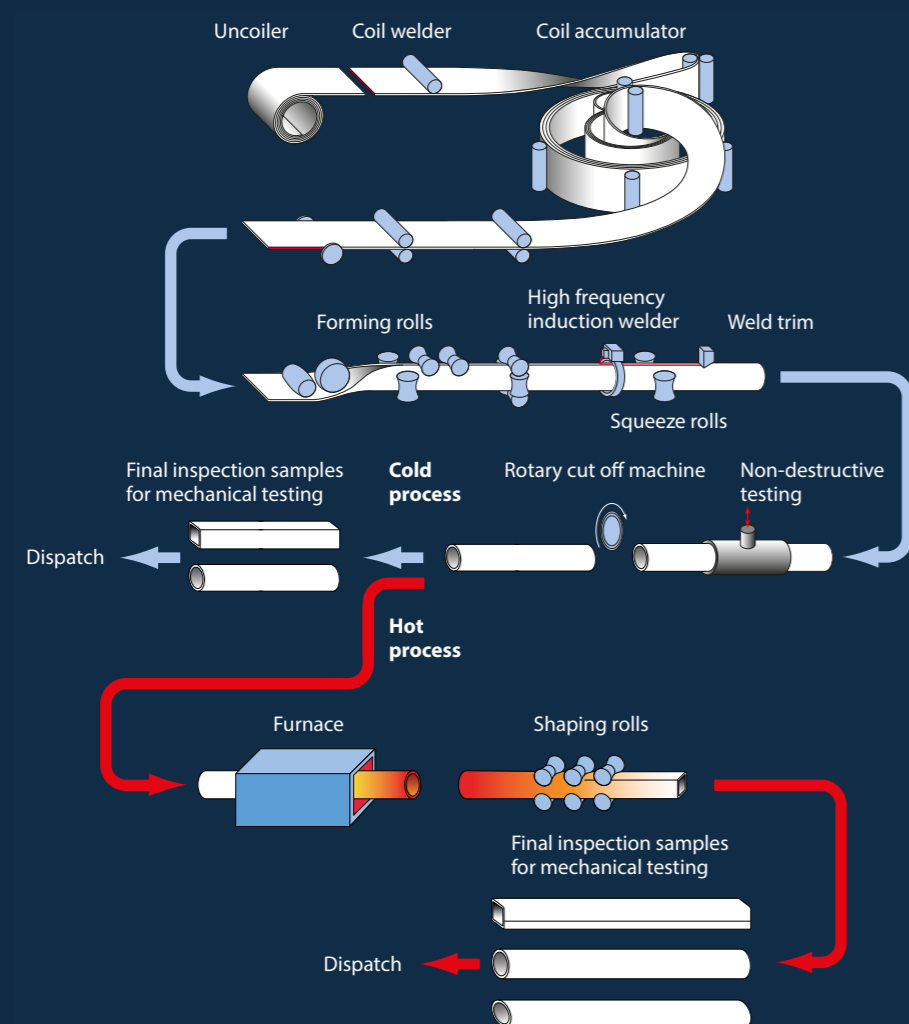 Uncoiler
Coil welder
Coil accumulator
Forming rolls
High frequency
induction welder
Weld trim
Squeeze rolls
Final inspection samples
for mechanical testing
Cold
process
Rotary cut off machine
Non-destructive
testing
Dispatch
Hot
process
Furnace
Shaping rolls
Final inspection samples
for mechanical testing
Dispatch